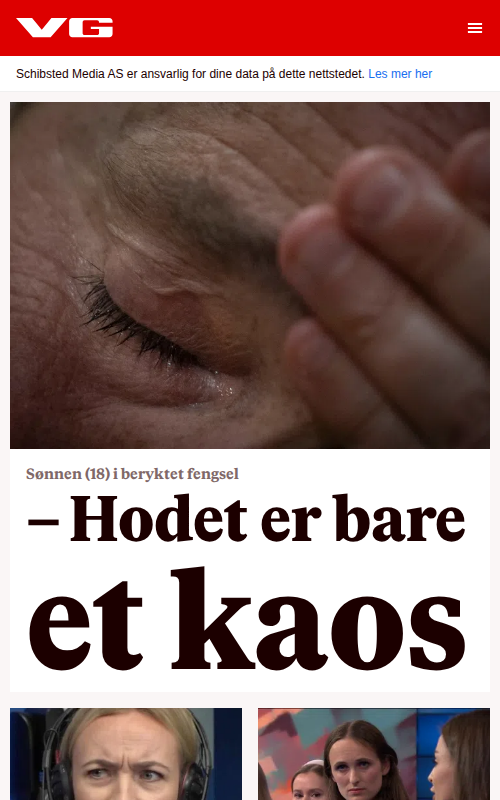 VG
Schibsted Media AS er ansvarlig for dine data på dette nettstedet. Les mer her
Sønnen (18) i beryktet fengsel
– Hodet er bare
et kaos